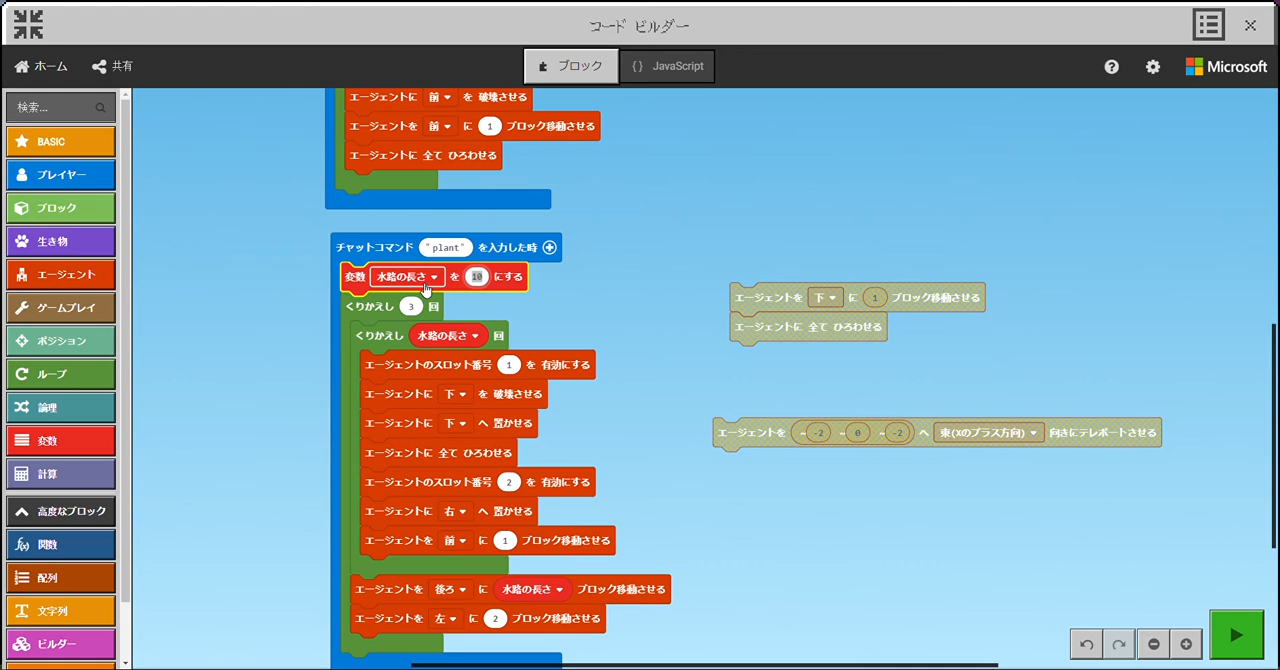 コード ビルダー
ホーム
共有
ブロック
{} JavaScript
Microsoft
検索...
BASIC
プレイヤー
ブロック
生き物
エージェント
ゲームプレイ
ポジション
ループ
論理
変数
計算
高度なブロック
関数
配列
文字列
ビルダー
エージェントに 前 を 破壊させる
エージェントを 前 に 1 ブロック移動させる
エージェントに 全て ひろわせる
チャットコマンド "plant" を入力した時
変数 水路の長さ を 10 にする
くりかえし 3 回
くりかえし 水路の長さ 回
エージェントのスロット番号 1 を 有効にする
エージェントに 下 を 破壊させる
エージェントに 下 へ 置かせる
エージェントに 全て ひろわせる
エージェントのスロット番号 2 を 有効にする
エージェントに 右 へ 置かせる
エージェントを 前 に 1 ブロック移動させる
エージェントを 後ろ に 水路の長さ ブロック移動させる
エージェントを 左 に 2 ブロック移動させる
エージェントを 下 に 1 ブロック移動させる
エージェントに 全て ひろわせる
エージェントを ~ -2 ~ 0 ~ -2 へ 東(Xのプラス方向) 向きにテレポートさせる